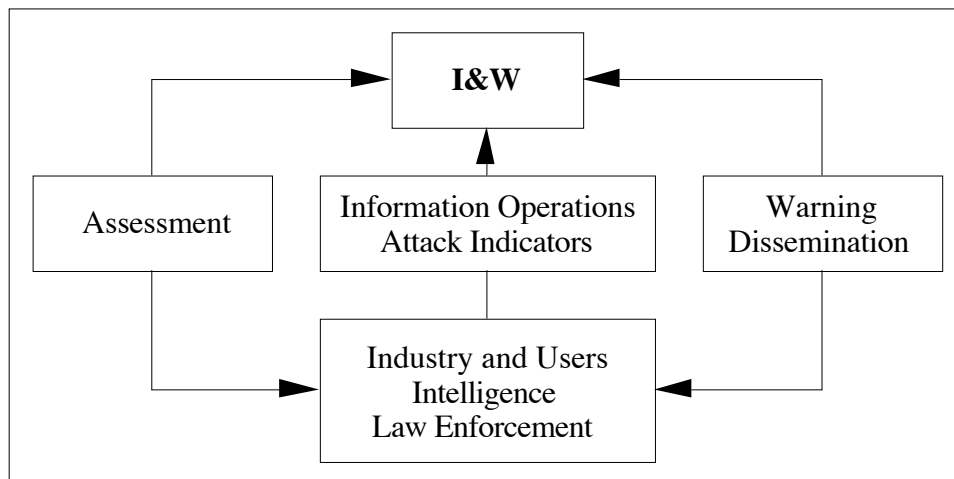 I&W
Assessment
Information Operations
Attack Indicators
Warning
Dissemination
Industry and Users
Intelligence
Law Enforcement